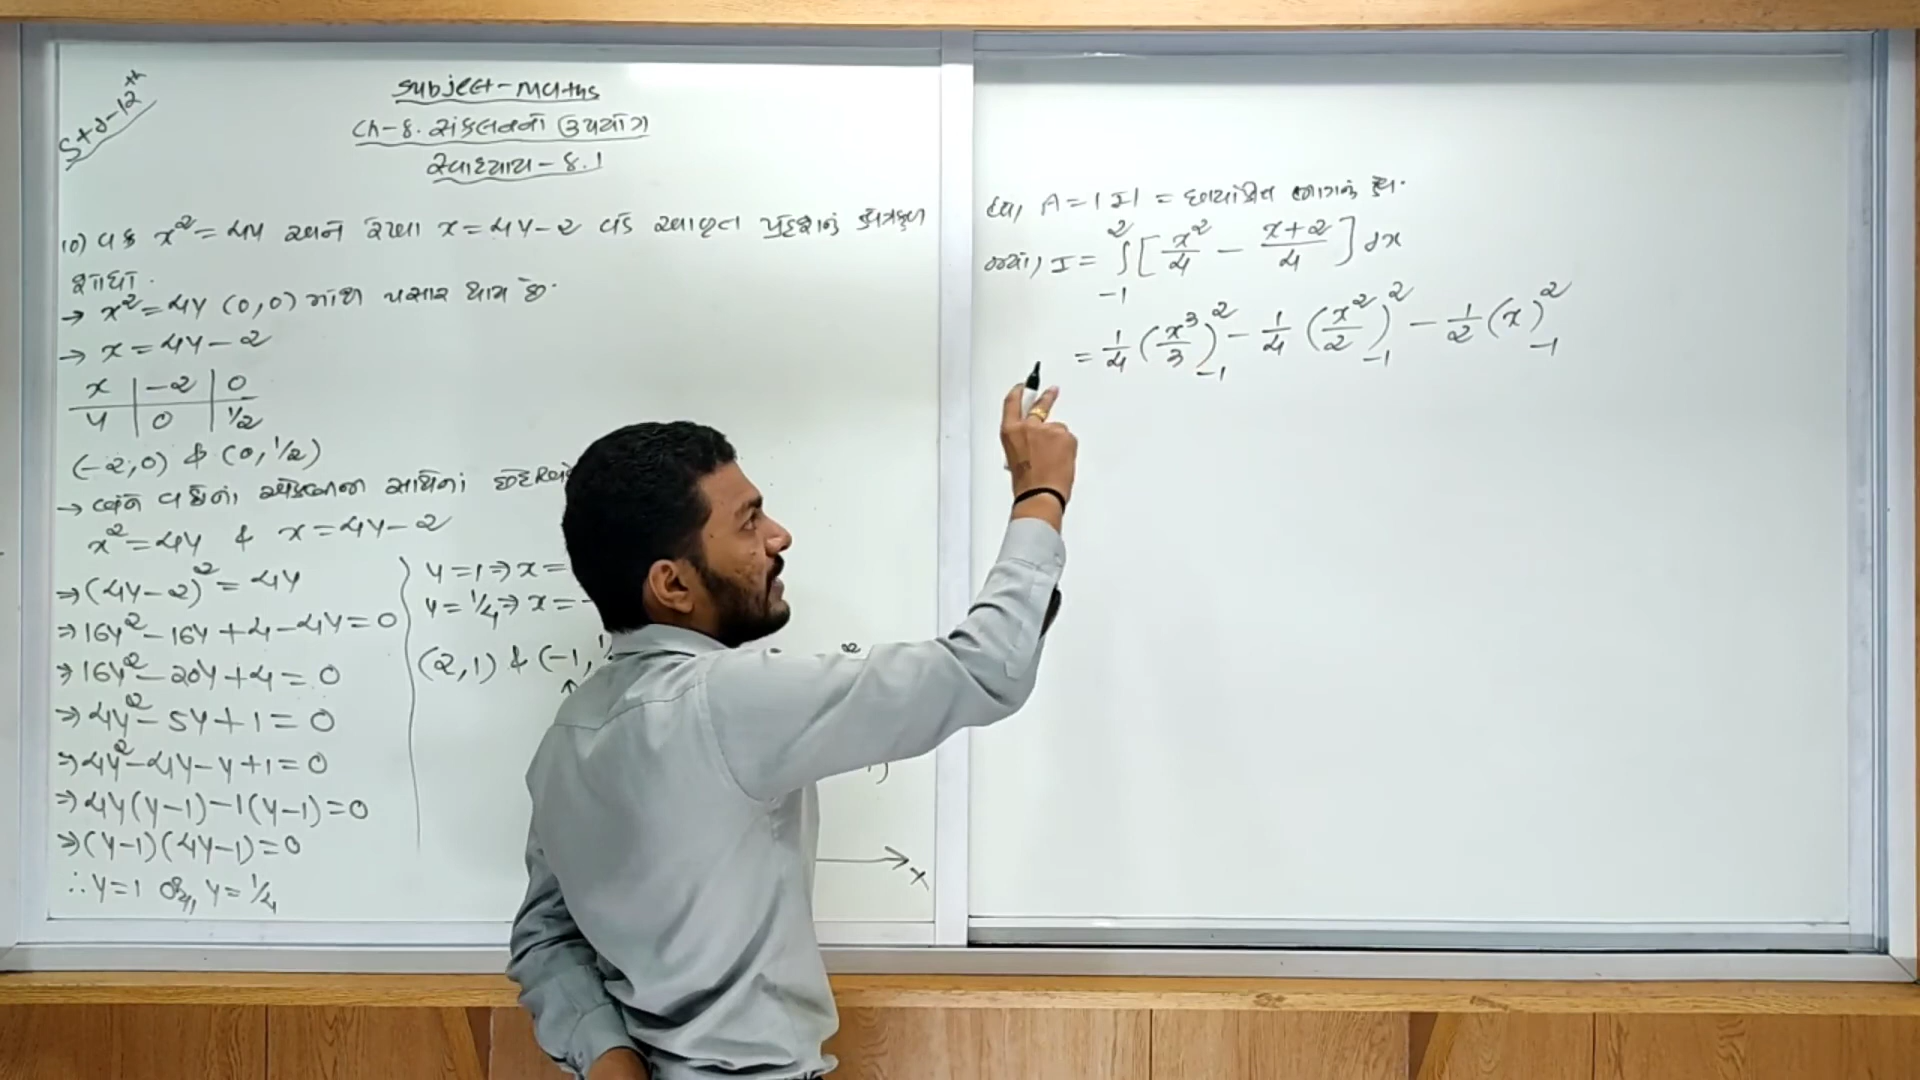 Std-12th
Subject-Maths
Ch-8. સંકલનનો ઉપયોગ
સ્વાધ્યાય-8.1
10) વક્ર x² = 4y અને રેખા x = 4y-2 વડે આવૃત્ત પ્રદેશનું ક્ષેત્રફળ
શોધો.
→ x² = 4y (0,0) માંથી પસાર થાય છે.
→ x = 4y-2
x | -2 | 0
y | 0 | 1/2
(-2,0) & (0,1/2)
→ બંને વક્રોનાં એકબીજા સાથેનાં
x² = 4y & x = 4y-2
⇒ (4y-2)² = 4y
⇒ 16y² - 16y + 4 - 4y = 0
⇒ 16y² - 20y + 4 = 0
⇒ 4y² - 5y + 1 = 0
⇒ 4y² - 4y - y + 1 = 0
⇒ 4y(y-1) - 1(y-1) = 0
⇒ (y-1)(4y-1) = 0
∴ y = 1 or, y = 1/4
y = 1 ⇒ x =
y = 1/4 ⇒ x = -
(2,1) & (-1,
x
હવે, A = |I| = છાયાંકિત ભાગનું ક્ષે.
જ્યાં, I = ∫₋₁² [x²/4 - (x+2)/4] dx
= 1/4 (x³/3)₋₁² - 1/4 (x²/2)₋₁² - 1/2 (x)₋₁²